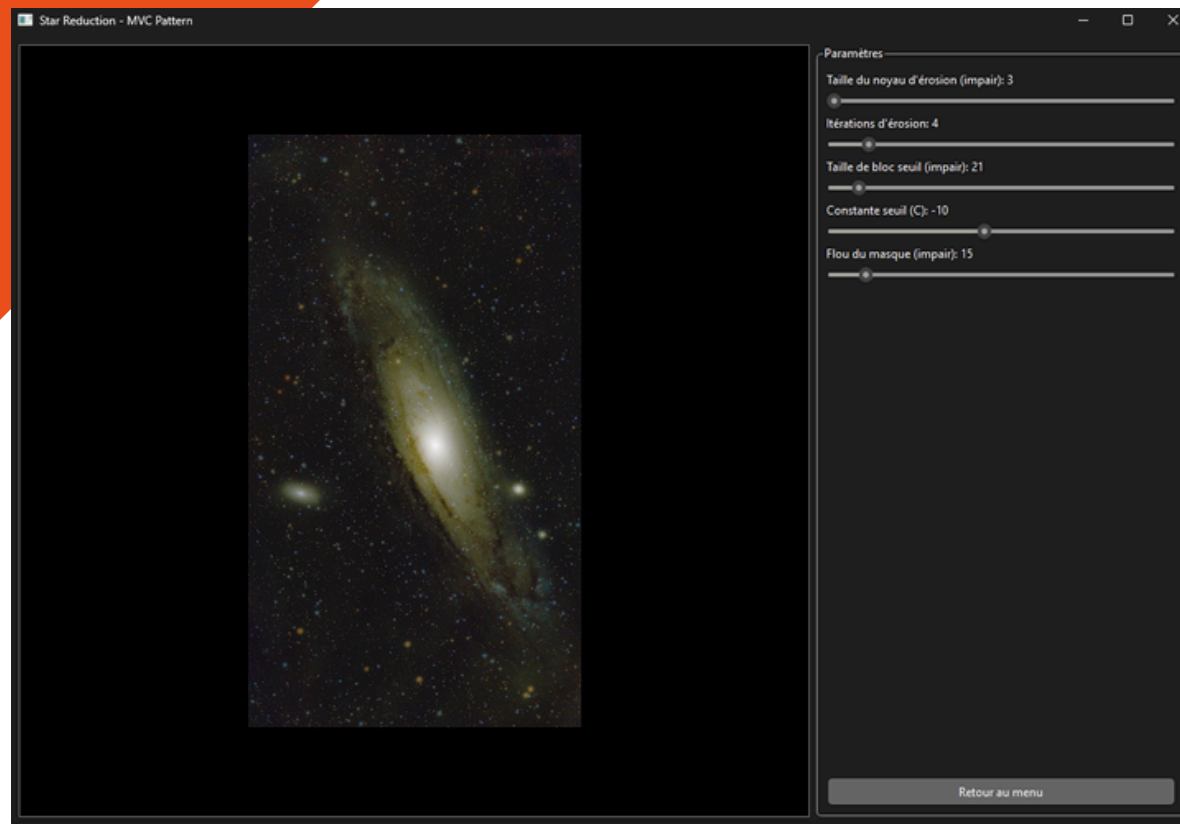 Star Reduction - MVC Pattern
Paramètres
Taille du noyau d'érosion (impair): 3
Itérations d'érosion: 4
Taille de bloc seuil (impair): 21
Constante seuil (C): -10
Flou du masque (impair): 15
Retour au menu